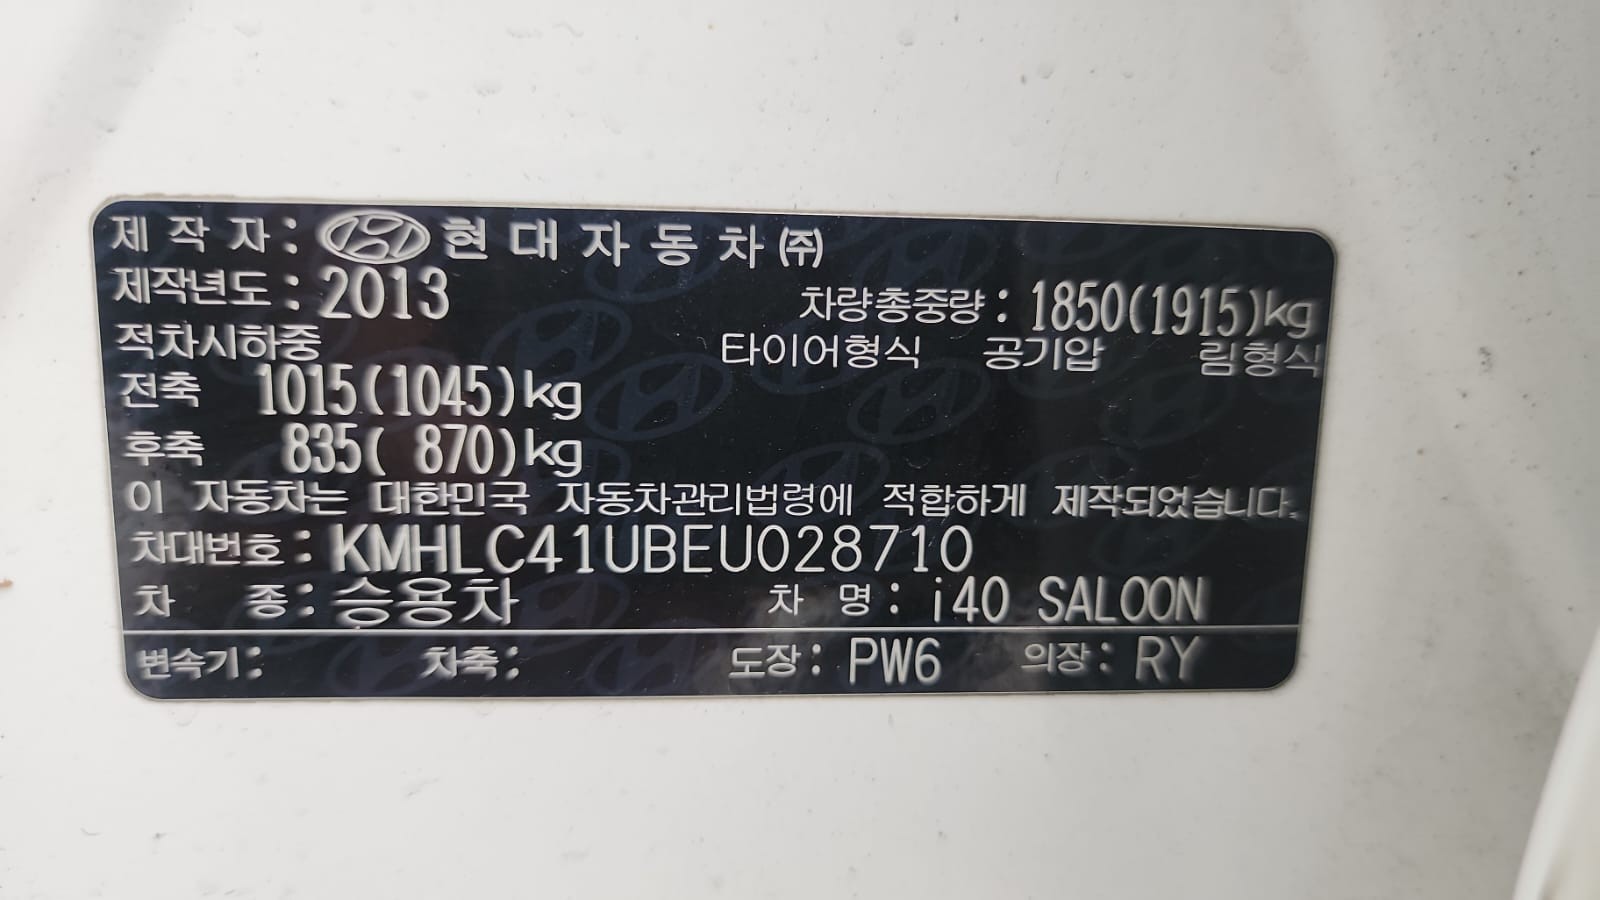 제 작 자 : 현 대 자 동 차 ㈜
제작년도 : 2013
차량총중량 : 1850(1915)kg
적차시하중
타이어형식 공기압 림형식
전축 1015(1045)kg
후축 835( 870)kg
이 자동차는 대한민국 자동차관리법령에 적합하게 제작되었습니다.
차대번호 : KMHLC41UBEU028710
차 종 : 승용차 차 명 : i40 SALOON
변속기 : 차축 : 도장 : PW6 의장 : RY